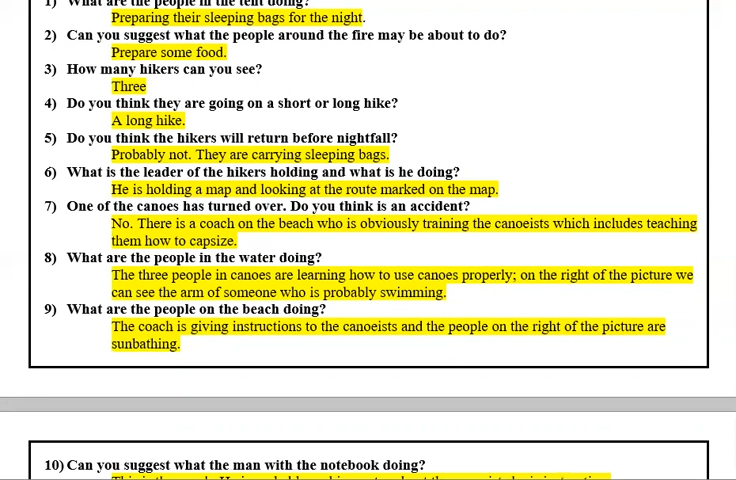 1) What are the people in the tent doing?
Preparing their sleeping bags for the night.
2) Can you suggest what the people around the fire may be about to do?
Prepare some food.
3) How many hikers can you see?
Three
4) Do you think they are going on a short or long hike?
A long hike.
5) Do you think the hikers will return before nightfall?
Probably not. They are carrying sleeping bags.
6) What is the leader of the hikers holding and what is he doing?
He is holding a map and looking at the route marked on the map.
7) One of the canoes has turned over. Do you think is an accident?
No. There is a coach on the beach who is obviously training the canoeists which includes teaching
them how to capsize.
8) What are the people in the water doing?
The three people in canoes are learning how to use canoes properly; on the right of the picture we
can see the arm of someone who is probably swimming.
9) What are the people on the beach doing?
The coach is giving instructions to the canoeists and the people on the right of the picture are
sunbathing.
10) Can you suggest what the man with the notebook doing?